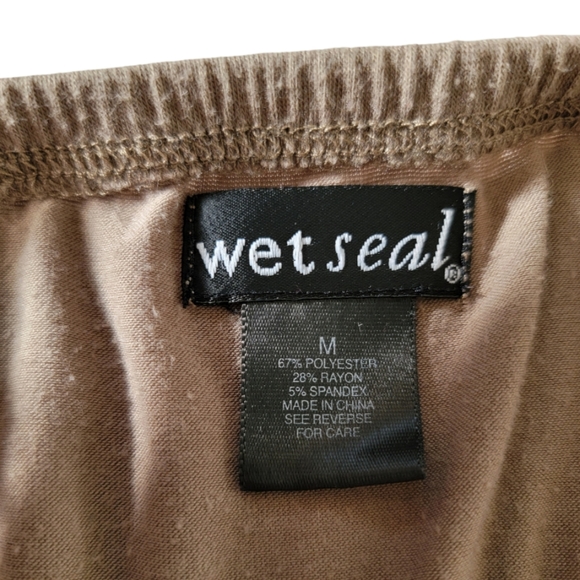 wet seal®
M
67% POLYESTER
28% RAYON
5% SPANDEX
MADE IN CHINA
SEE REVERSE
FOR CARE